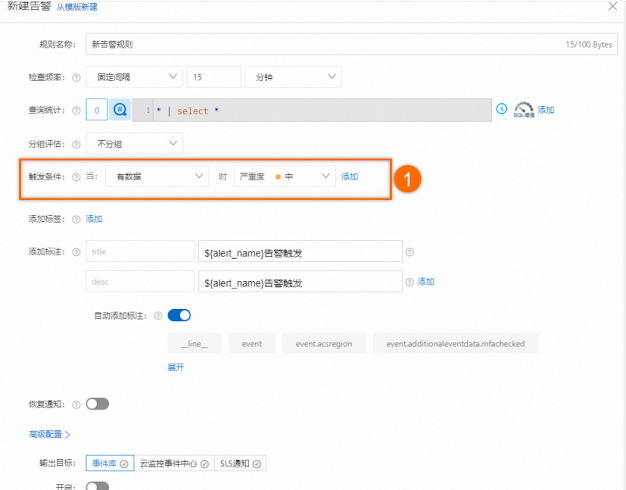 新建告警 从模版新建
规则名称： 新告警规则 15/100 Bytes
检查频率： 固定间隔 15 分钟
查询统计： 0 1 * | select * SQL增强 添加
分组评估： 不分组
触发条件： 当： 有数据 时 严重度 中 添加 1
添加标签： 添加
添加标注： title ${alert_name}告警触发
desc ${alert_name}告警触发 添加
自动添加标注：
__line__ event event.acsregion event.additionaleventdata.mfachecked
展开
恢复通知：
高级配置 >
输出目标： 事件库 云监控事件中心 SLS通知
开启：